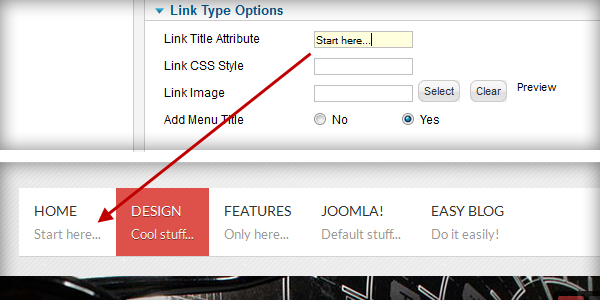 Link Type Options
Link Title Attribute Start here...
Link CSS Style
Link Image Select Clear Preview
Add Menu Title No Yes
HOME DESIGN FEATURES JOOMLA! EASY BLOG
Start here... Cool stuff... Only here... Default stuff... Do it easily!